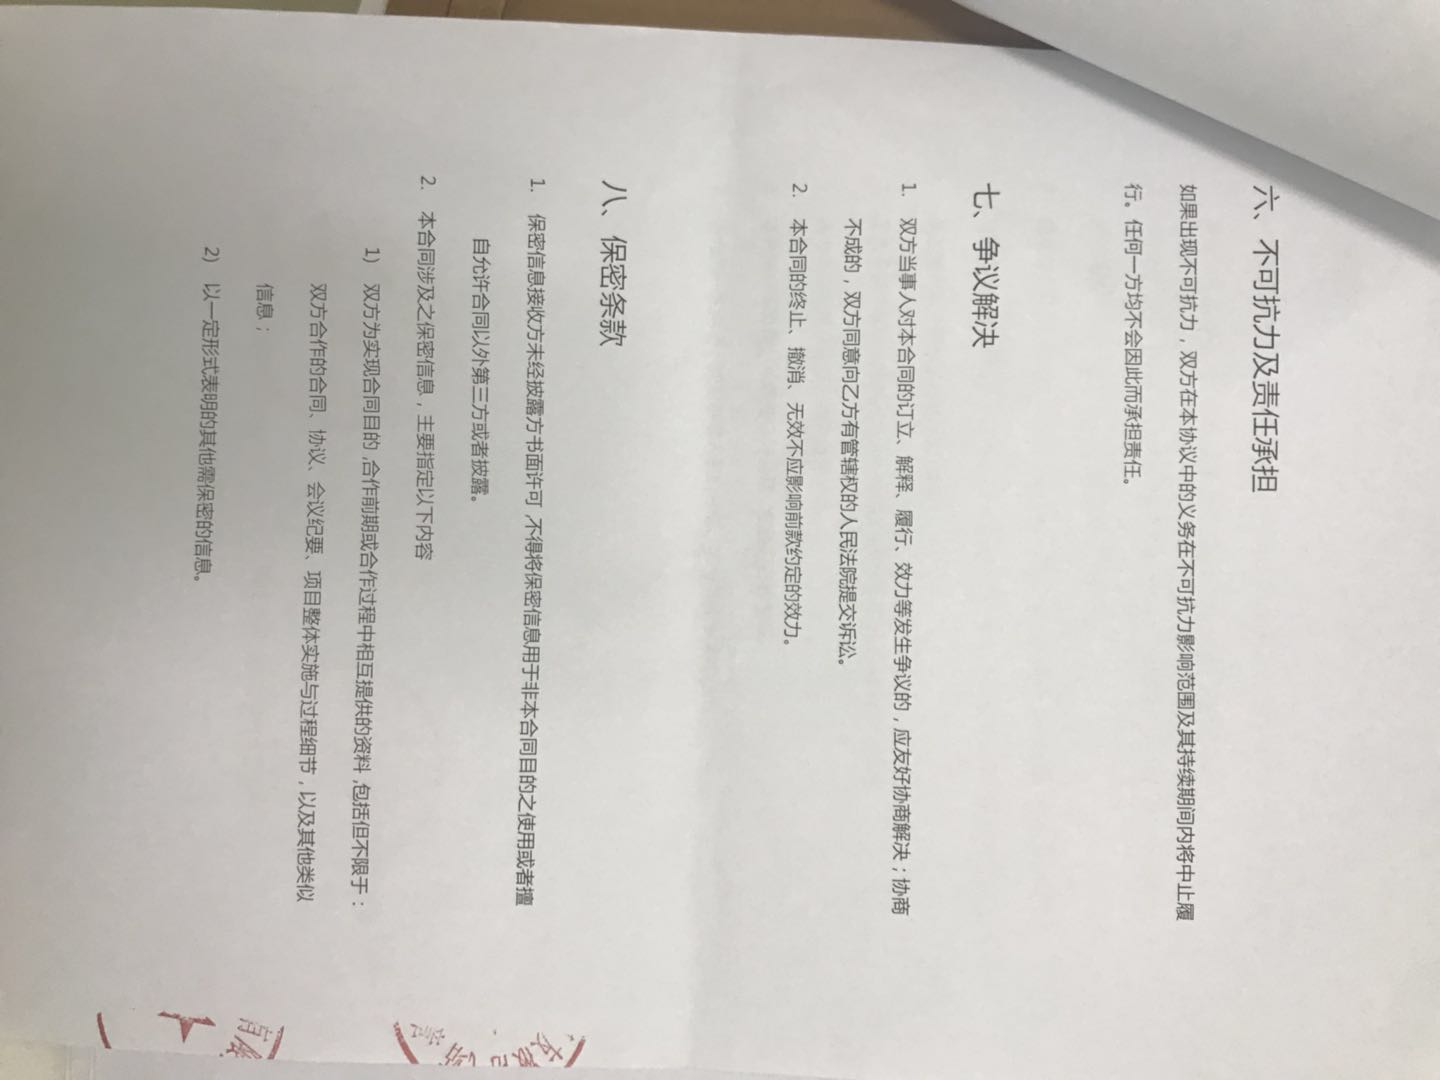 六、不可抗力及责任承担
如果出现不可抗力，双方在本协议中的义务在不可抗力影响范围及其持续期间内将中止履
行。任何一方均不会因此而承担责任。
七、争议解决
1. 双方当事人对本合同的订立、解释、履行、效力等发生争议的，应友好协商解决；协商
不成的，双方同意向乙方有管辖权的人民法院提交诉讼。
2. 本合同的终止、撤消、无效不应影响前款约定的效力。
八、保密条款
1. 保密信息接收方未经披露方书面许可，不得将保密信息用于非本合同目的之使用或者擅
自允许合同以外第三方或者披露。
2. 本合同涉及之保密信息，主要指定以下内容
1) 双方为实现合同目的，合作前期或合作过程中相互提供的资料，包括但不限于：
双方合作的合同、协议、会议纪要、项目整体实施与过程细节，以及其他类似
信息；
2) 以一定形式表明的其他需保密的信息。